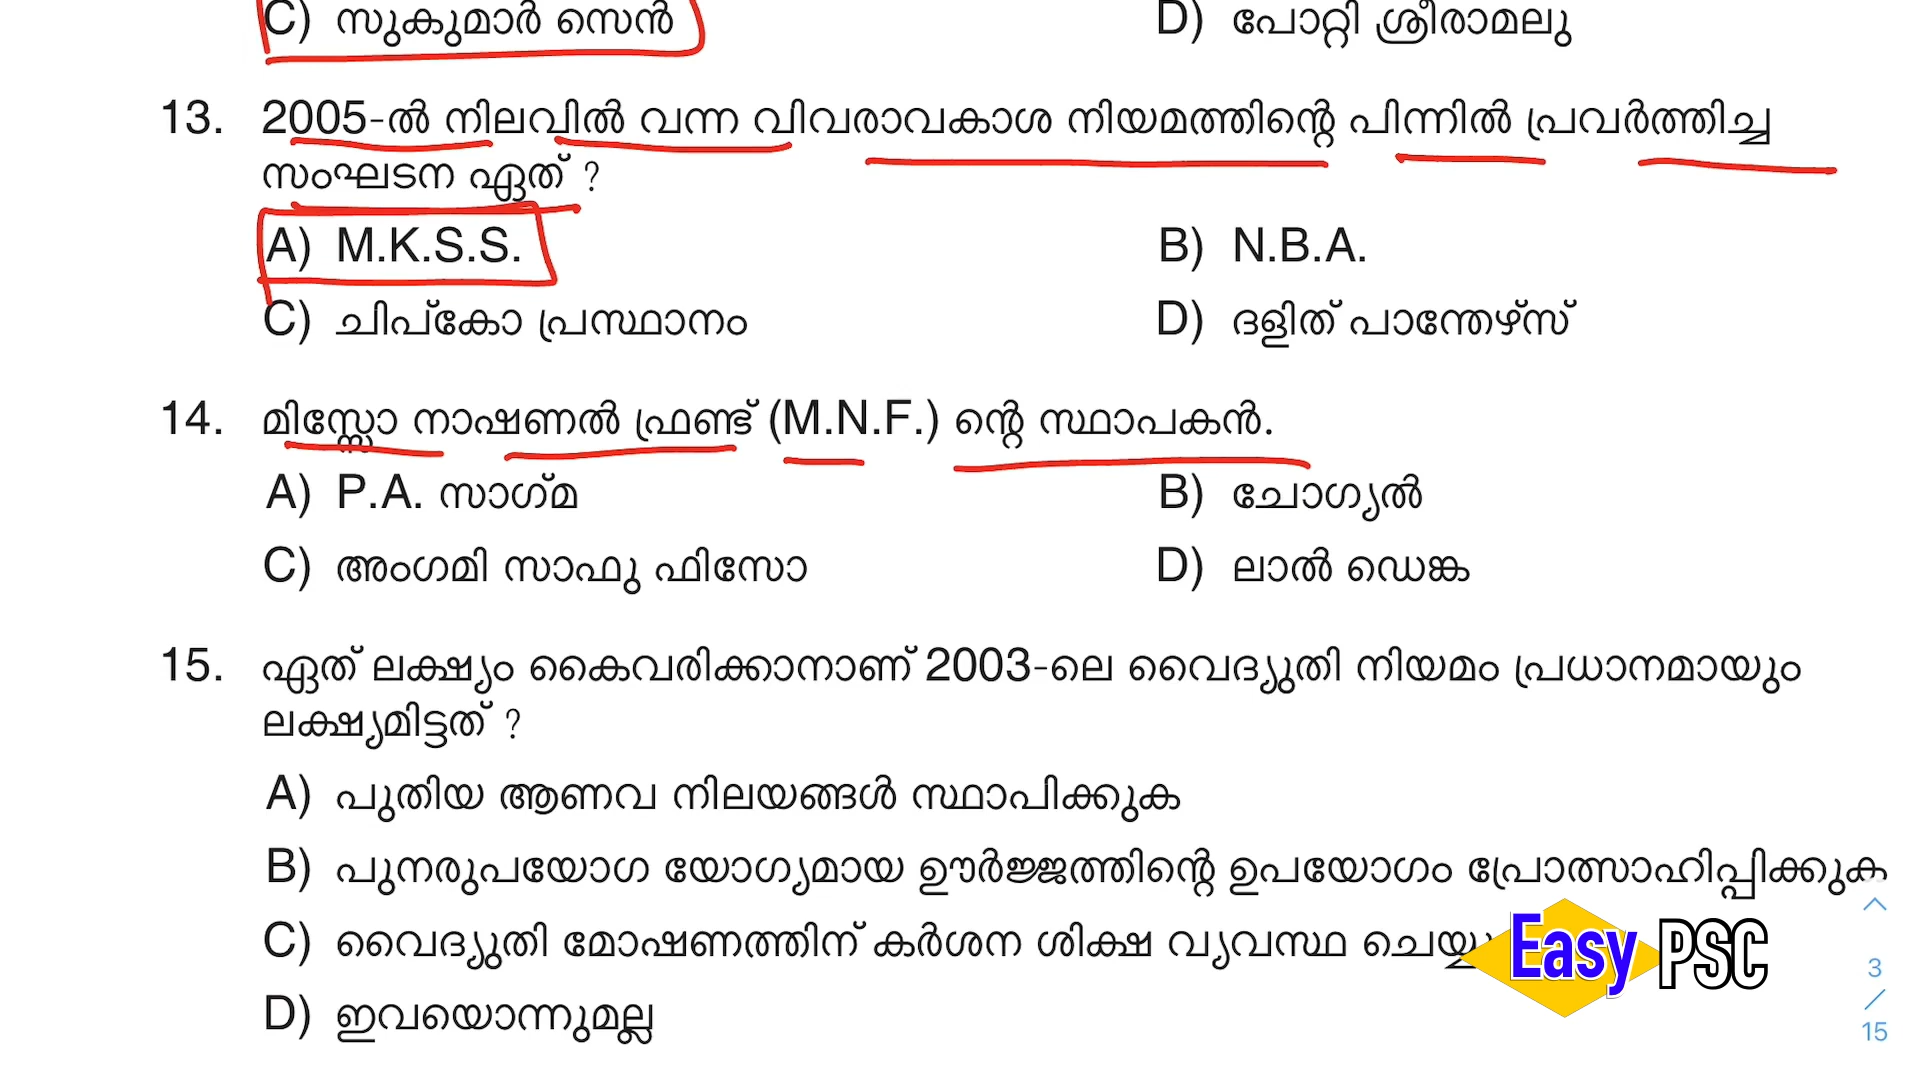 C) സുകുമാർ സെൻ D) പോറ്റി ശ്രീരാമലു
13. 2005-ൽ നിലവിൽ വന്ന വിവരാവകാശ നിയമത്തിന്റെ പിന്നിൽ പ്രവർത്തിച്ച
സംഘടന ഏത് ?
A) M.K.S.S. B) N.B.A.
C) ചിപ്കോ പ്രസ്ഥാനം D) ദളിത് പാന്തേഴ്സ്
14. മിസ്സോ നാഷണൽ ഫ്രണ്ട് (M.N.F.) ന്റെ സ്ഥാപകൻ.
A) P.A. സാഗ്മ B) ചോഗ്യൽ
C) അംഗമി സാഫു ഫിസോ D) ലാൽ ഡെങ്ക
15. ഏത് ലക്ഷ്യം കൈവരിക്കാനാണ് 2003-ലെ വൈദ്യുതി നിയമം പ്രധാനമായും
ലക്ഷ്യമിട്ടത് ?
A) പുതിയ ആണവ നിലയങ്ങൾ സ്ഥാപിക്കുക
B) പുനരുപയോഗ യോഗ്യമായ ഊർജ്ജത്തിന്റെ ഉപയോഗം പ്രോത്സാഹിപ്പിക്കുക
C) വൈദ്യുതി മോഷണത്തിന് കർശന ശിക്ഷ വ്യവസ്ഥ
D) ഇവയൊന്നുമല്ല
Easy PSC
3
/
15